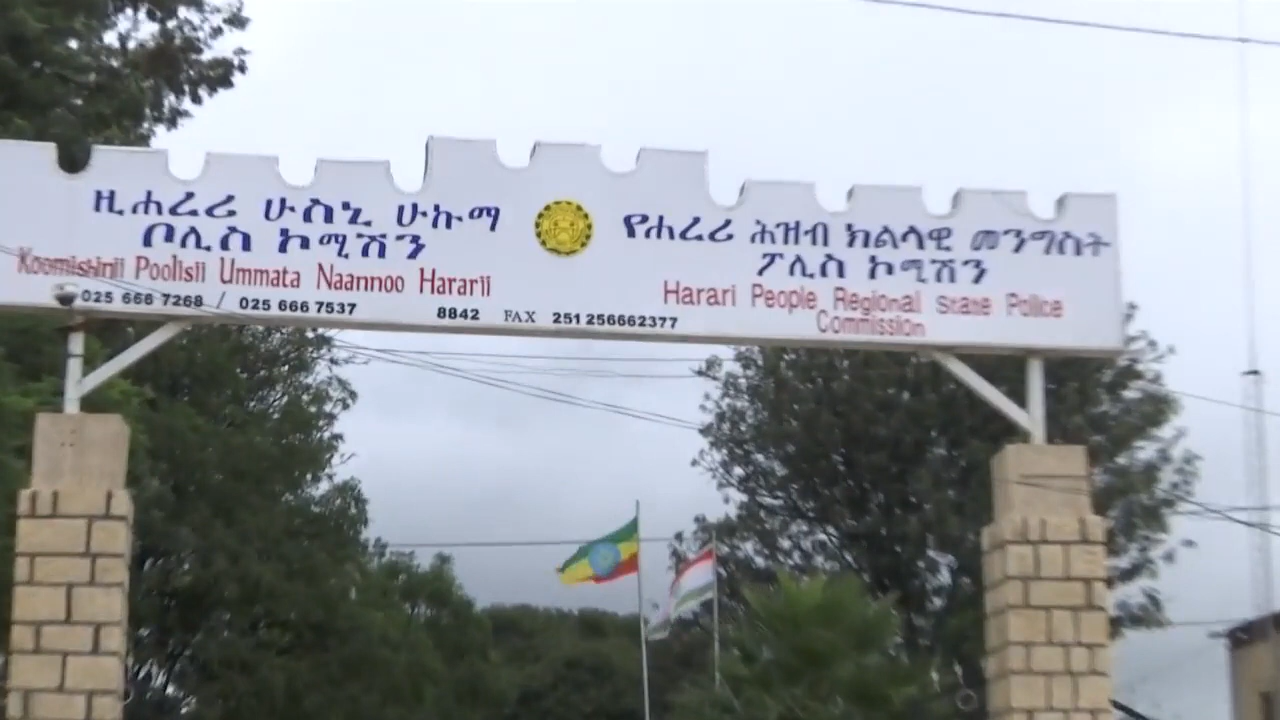 ዚሐረሪ ሁስኒ ሁኩማ
ቦሊስ ኮሚሽን
Koomishinii Poolisii Ummata Naannoo Hararii
025 666 7268 / 025 666 7537
8842 FAX 251 256662377
የሐረሪ ሕዝብ ክልላዊ መንግስት
ፖሊስ ኮሚሽን
Harari People Regional State Police
Commission